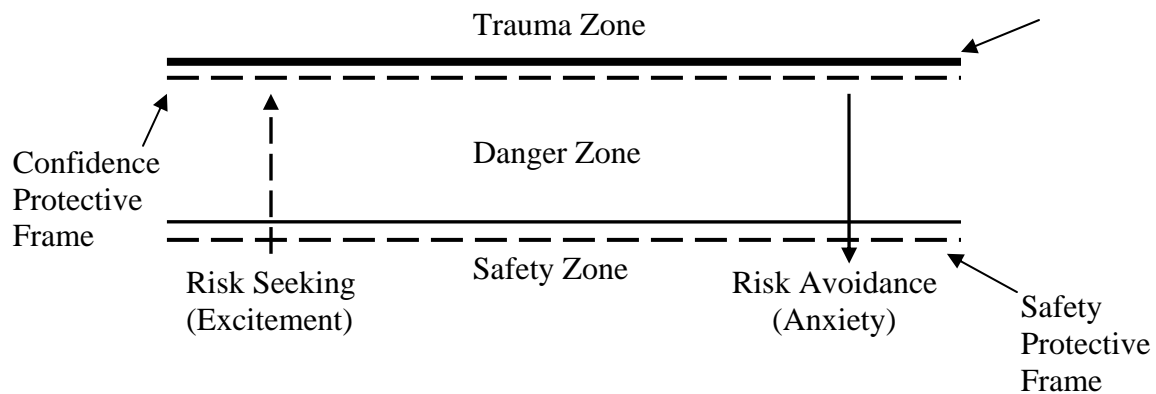 Trauma Zone
Confidence
Protective
Frame
Danger Zone
Safety Zone
Risk Seeking
(Excitement)
Risk Avoidance
(Anxiety)
Safety
Protective
Frame